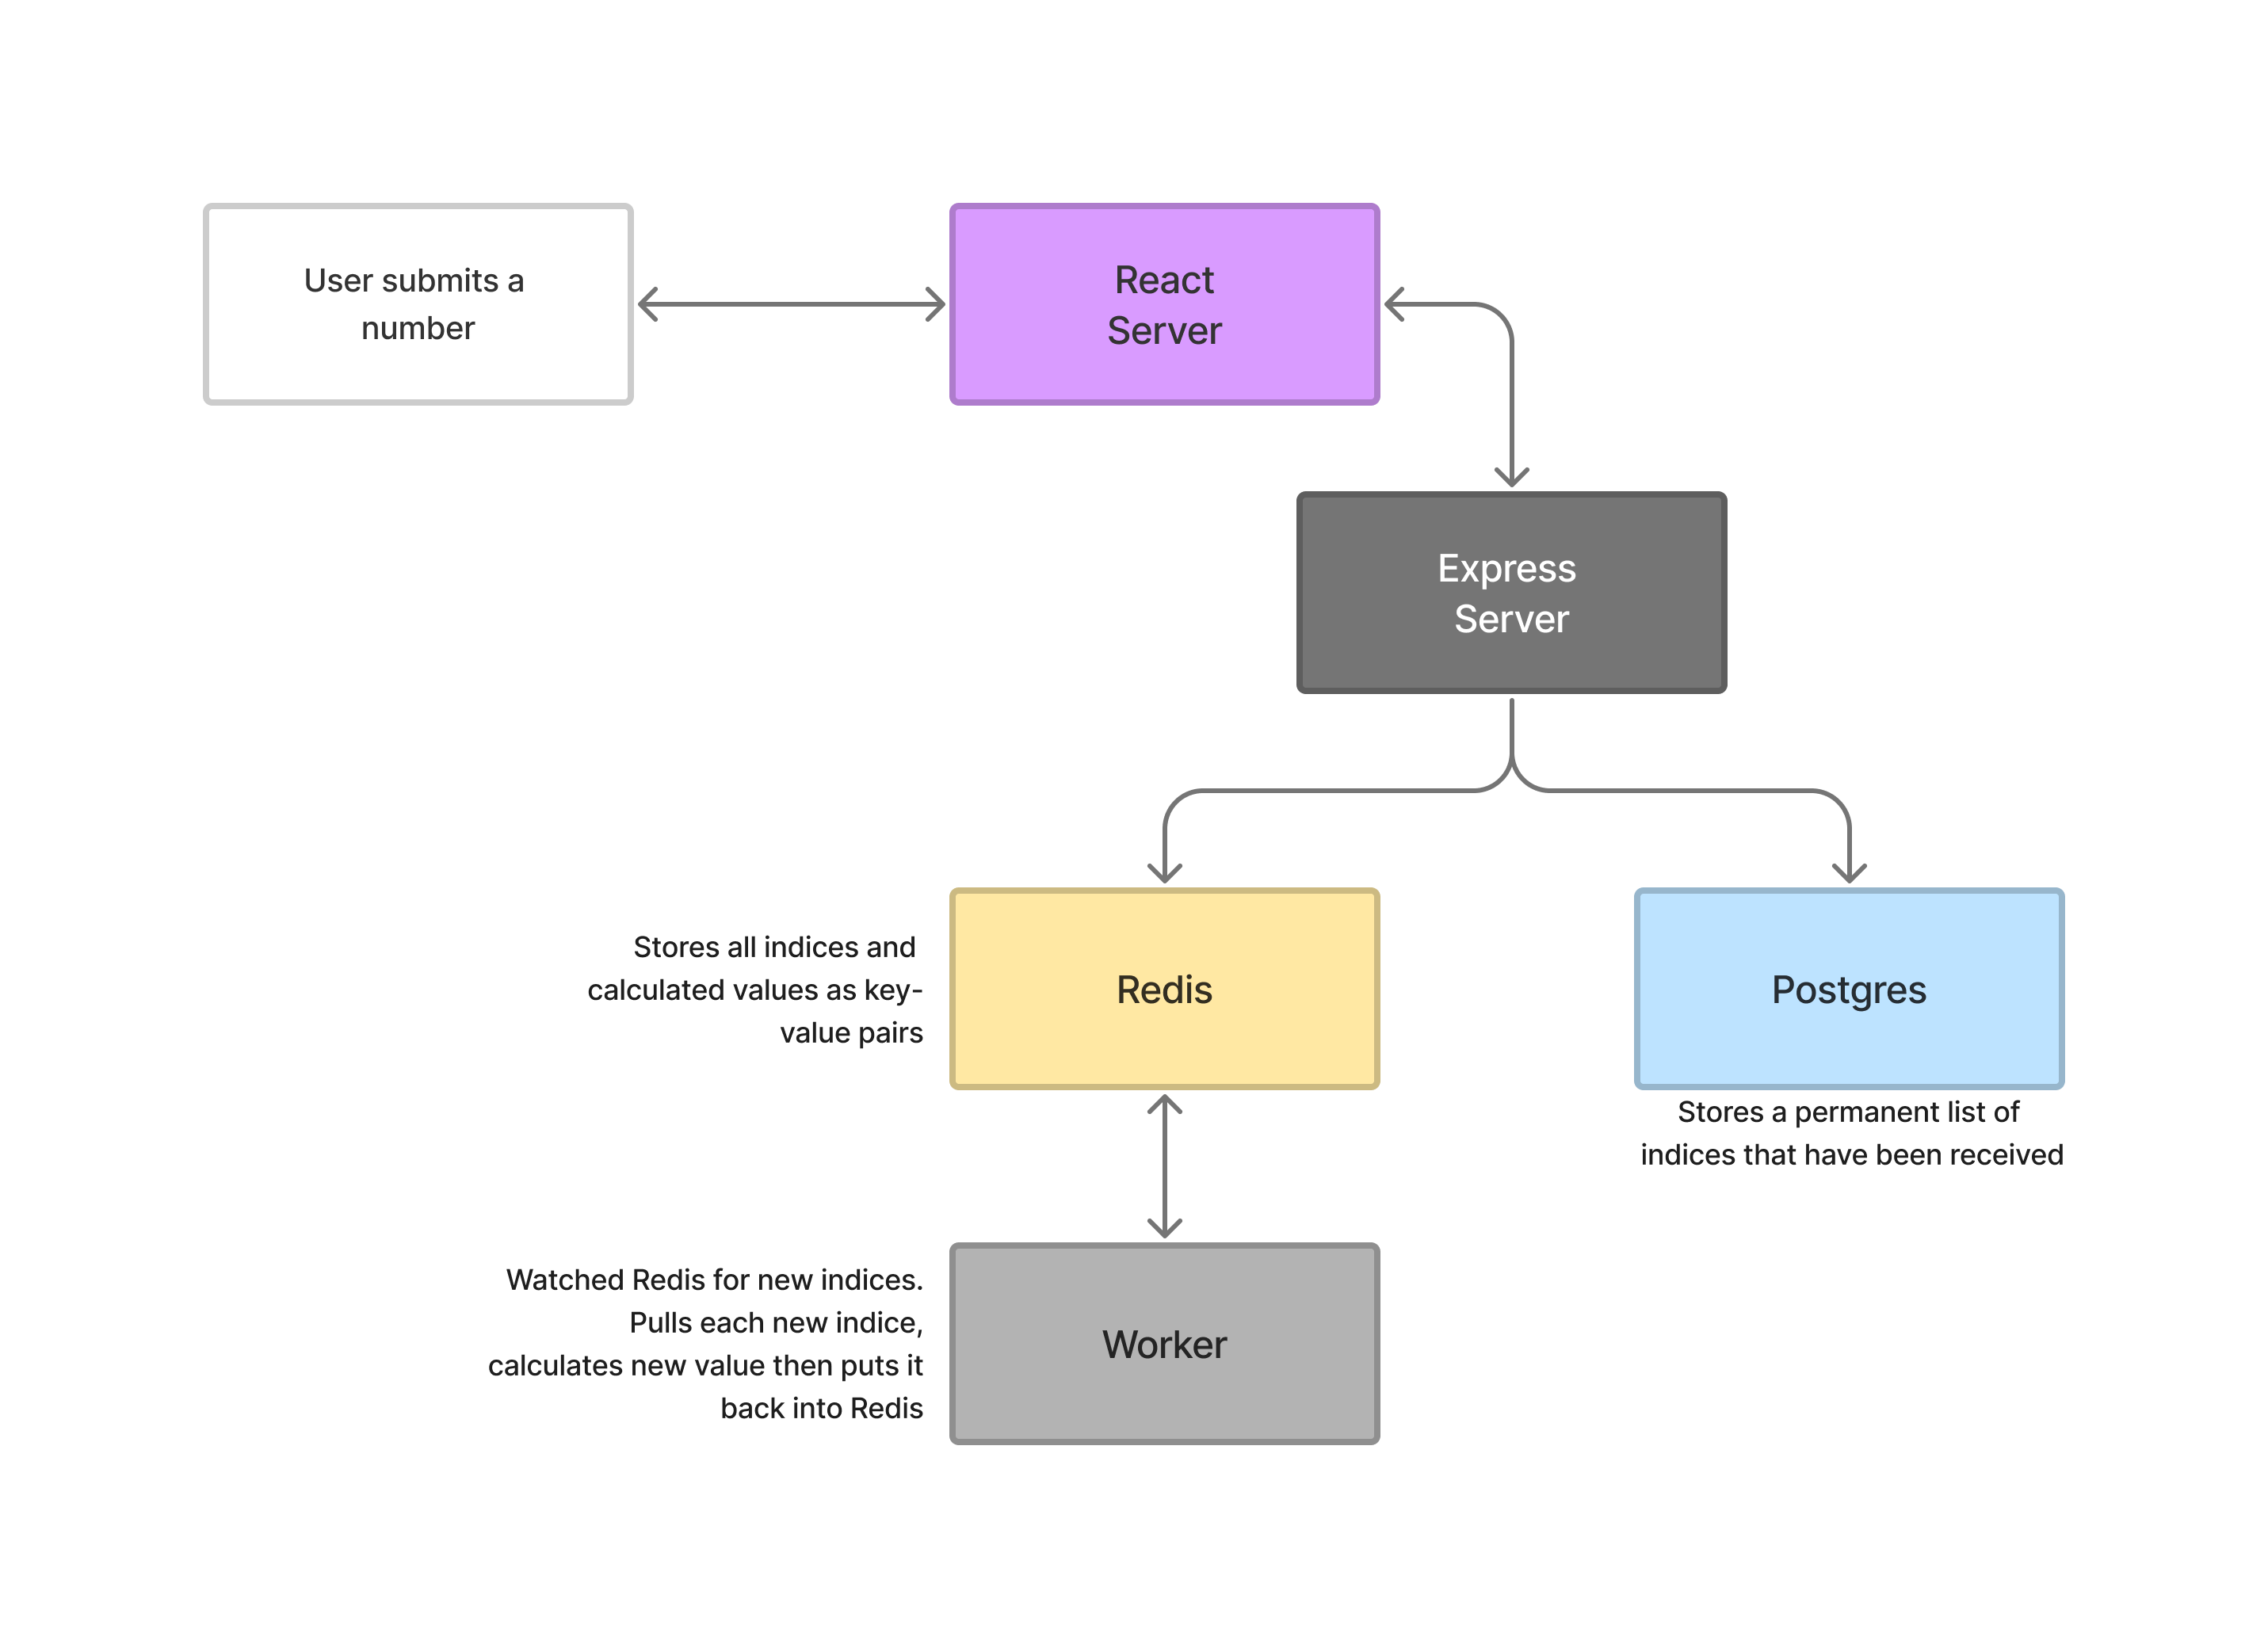 User submits a
number
React
Server
Express
Server
Stores all indices and
calculated values as key-
value pairs
Redis
Postgres
Stores a permanent list of
indices that have been received
Watched Redis for new indices.
Pulls each new indice,
calculates new value then puts it
back into Redis
Worker